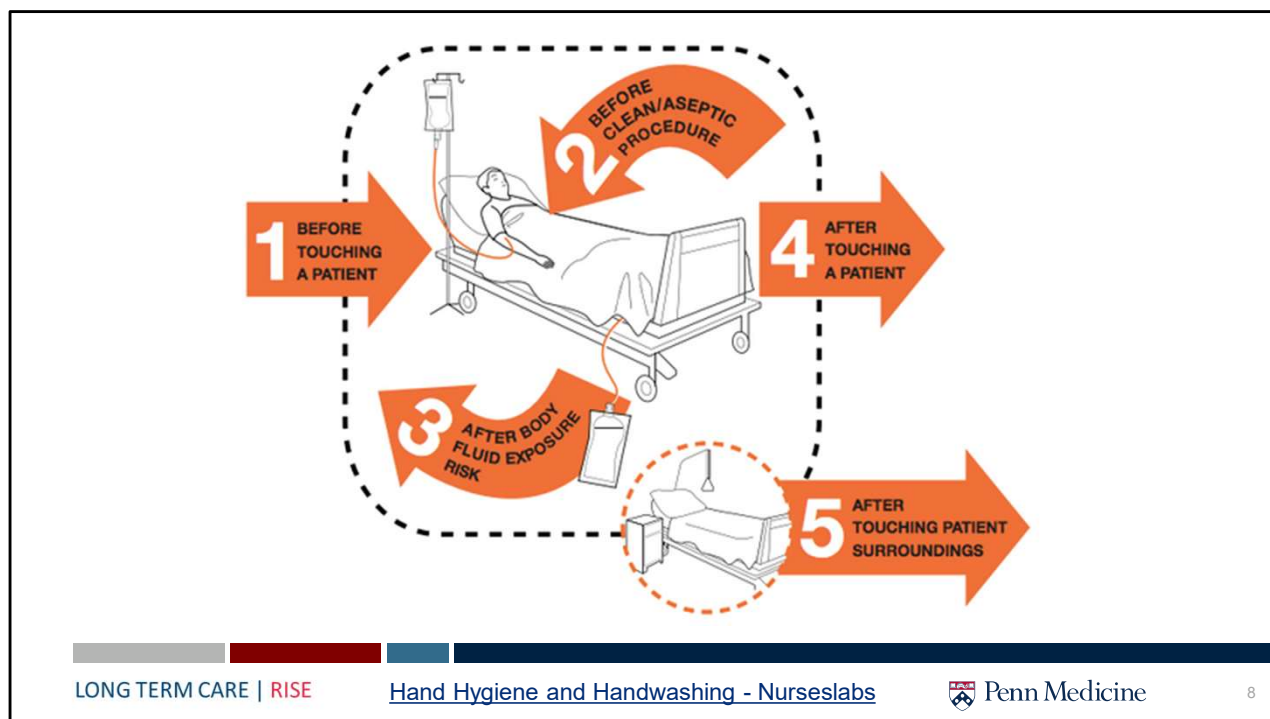 1
BEFORE
TOUCHING
A PATIENT
2
BEFORE
CLEAN/ASEPTIC
PROCEDURE
3
AFTER BODY
FLUID EXPOSURE
RISK
4
AFTER
TOUCHING
A PATIENT
5
AFTER
TOUCHING PATIENT
SURROUNDINGS
LONG TERM CARE | RISE
Hand Hygiene and Handwashing - Nurseslabs
Penn Medicine
8